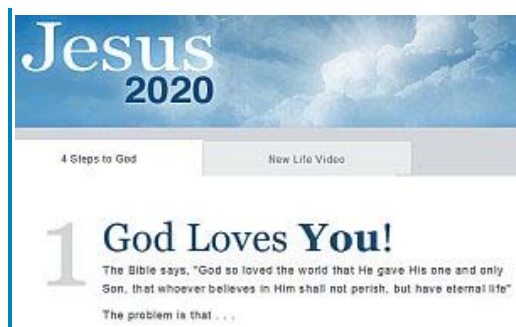 Jesus
2020
4 Steps to God
New Life Video
1
God Loves You!
The Bible says, "God so loved the world that He gave His one and only
Son, that whoever believes in Him shall not perish, but have eternal life"
The problem is that . . .